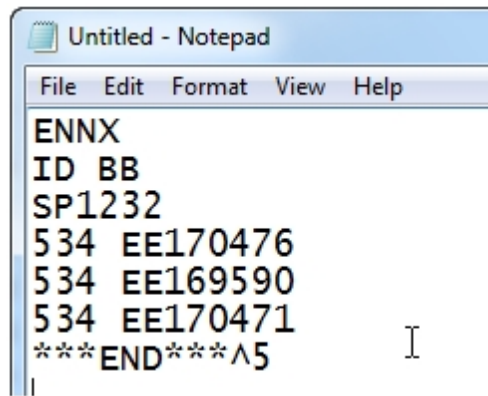 Untitled - Notepad
File Edit Format View Help
ENNX
ID BB
SP1232
534 EE170476
534 EE169590
534 EE170471
***END***^5